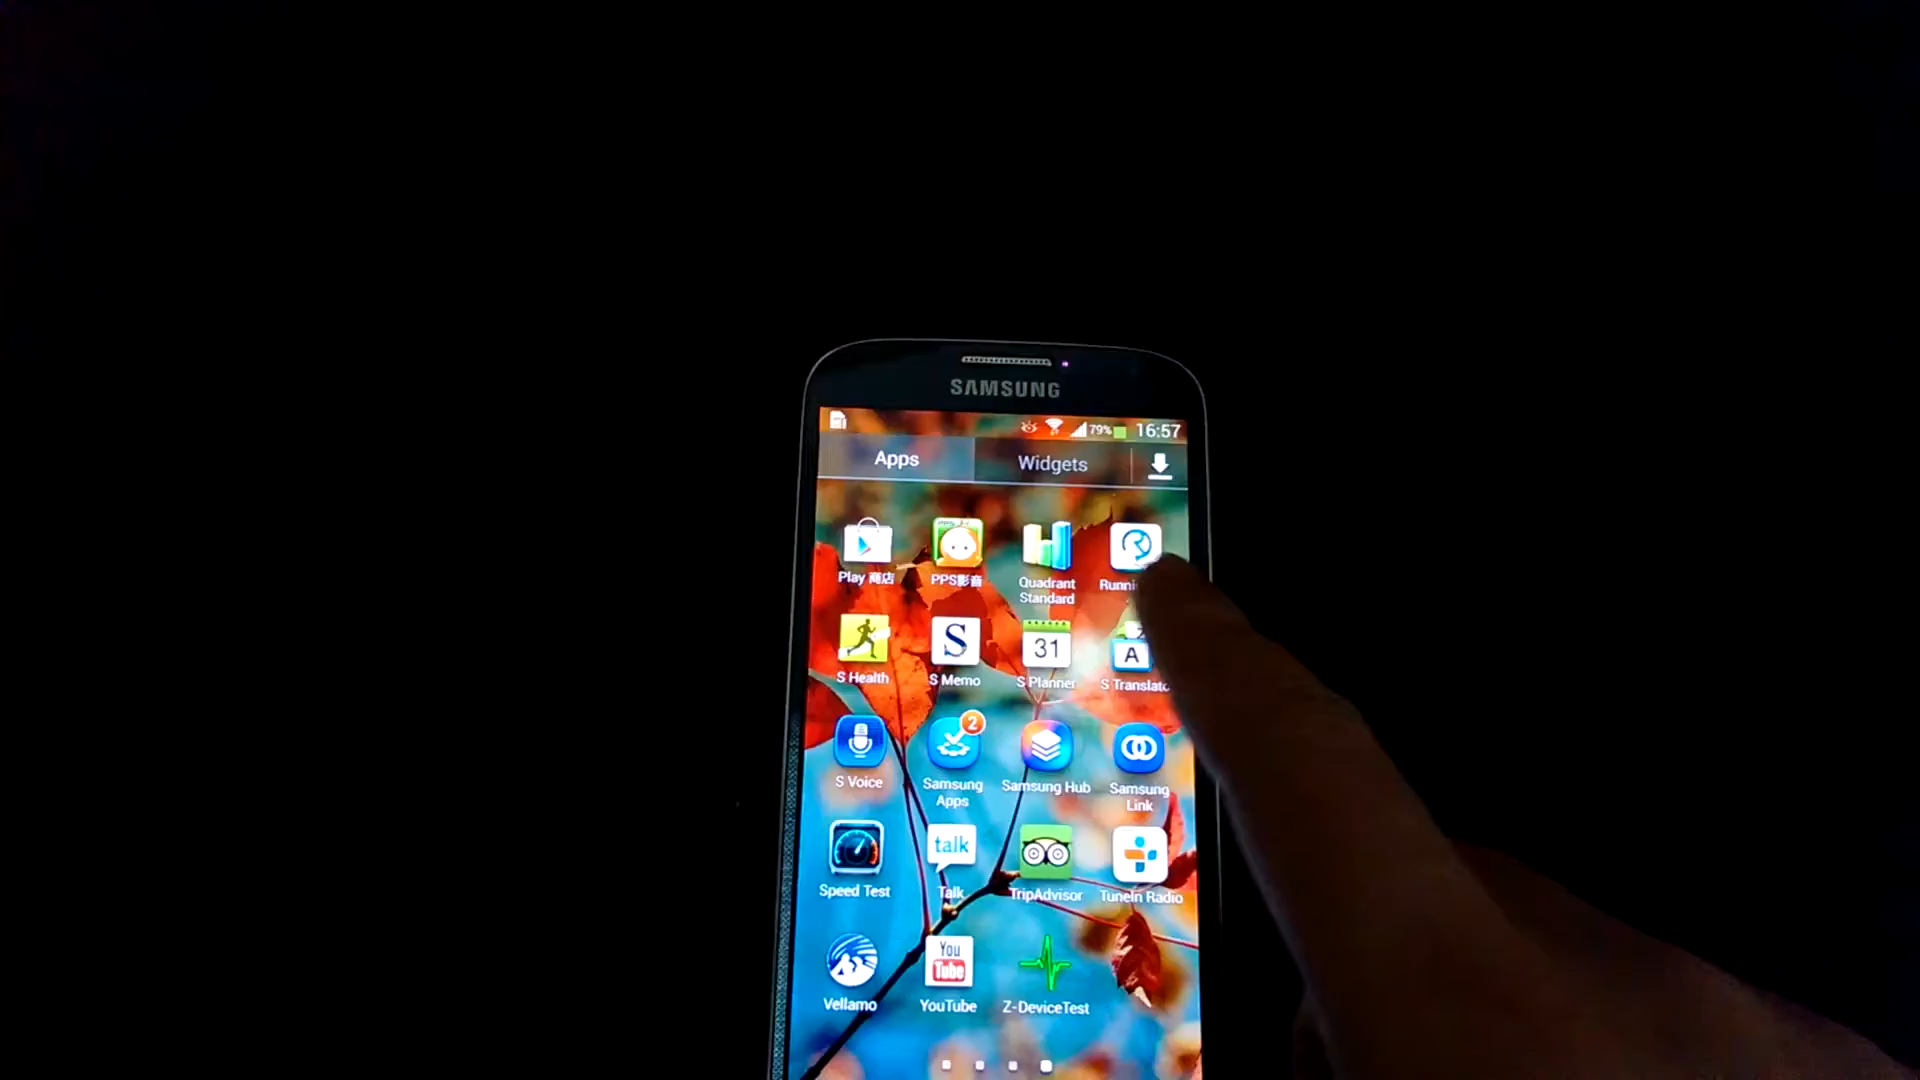 SAMSUNG
79% 16:57
Apps Widgets
Play 商店 PPS影音 Quadrant Standard
S Health S Memo 31 S Planner A
S Voice 2 Samsung Apps Samsung Hub Samsung Link
Speed Test talk Talk TripAdvisor TuneIn Radio
Vellamo You Tube YouTube Z-DeviceTest